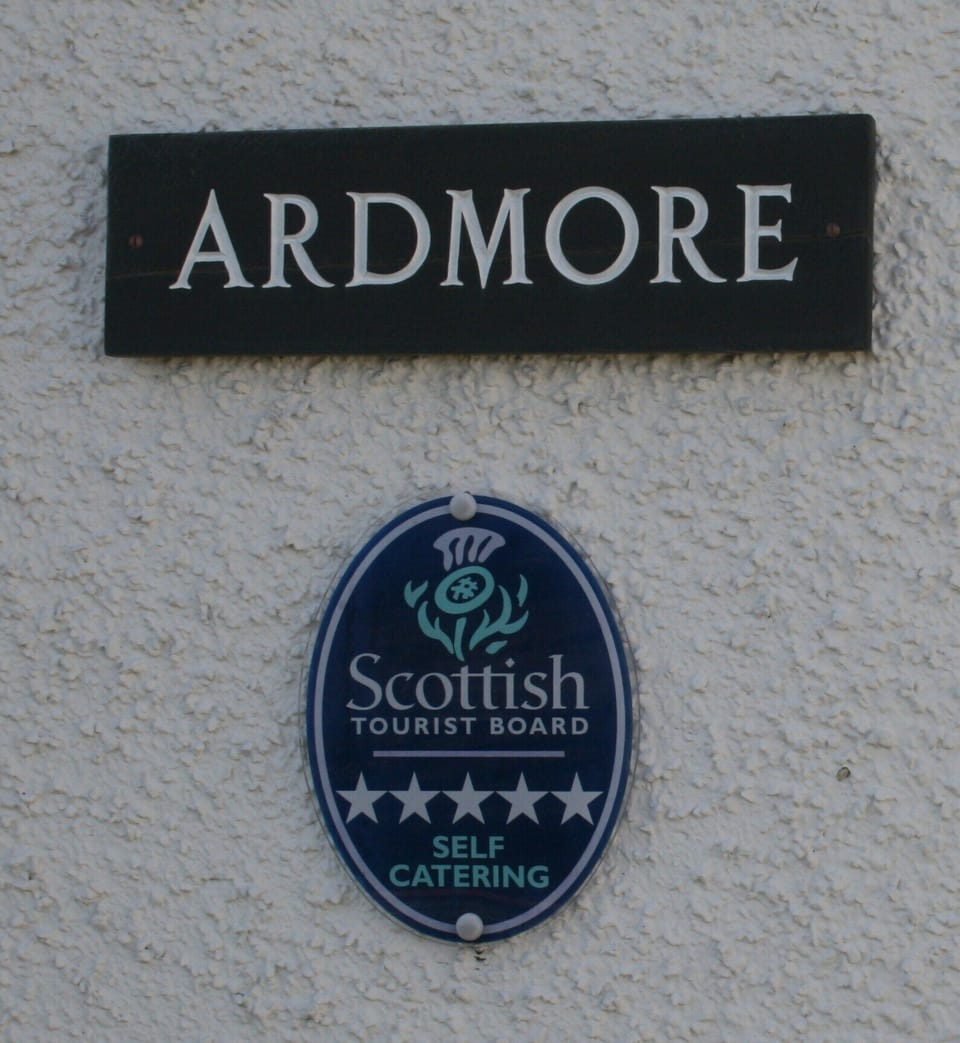 ARDMORE
Scottish
TOURIST BOARD
SELF
CATERING